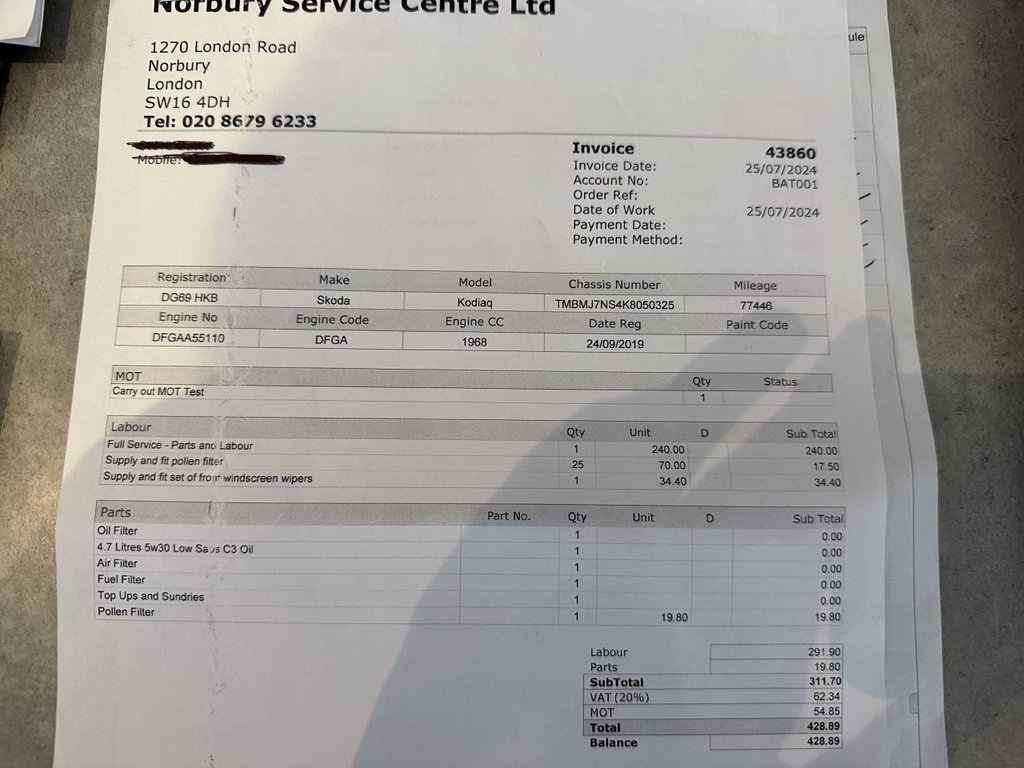 Norbury Service Centre Ltd
1270 London Road
Norbury
London
SW16 4DH
Tel: 020 8679 6233
Mobile:
Invoice 43860
Invoice Date: 25/07/2024
Account No: BAT001
Order Ref:
Date of Work 25/07/2024
Payment Date:
Payment Method:
Registration Make Model Chassis Number Mileage
DG69 HKB Skoda Kodiaq TMBMJ7NS4K8050325 77446
Engine No Engine Code Engine CC Date Reg Paint Code
DFGAA55110 DFGA 1968 24/09/2019
MOT Qty Status
Carry out MOT Test 1
Labour Qty Unit D Sub Total
Full Service - Parts and Labour 1 240.00 240.00
Supply and fit pollen filter .25 70.00 17.50
Supply and fit set of front windscreen wipers 1 34.40 34.40
Parts Part No. Qty Unit D Sub Total
Oil Filter 1 0.00
4.7 Litres 5w30 Low Saps C3 Oil 1 0.00
Air Filter 1 0.00
Fuel Filter 1 0.00
Top Ups and Sundries 1 0.00
Pollen Filter 1 19.80 19.80
Labour 291.90
Parts 19.80
SubTotal 311.70
VAT (20%) 62.34
MOT 54.85
Total 428.89
Balance 428.89
ule